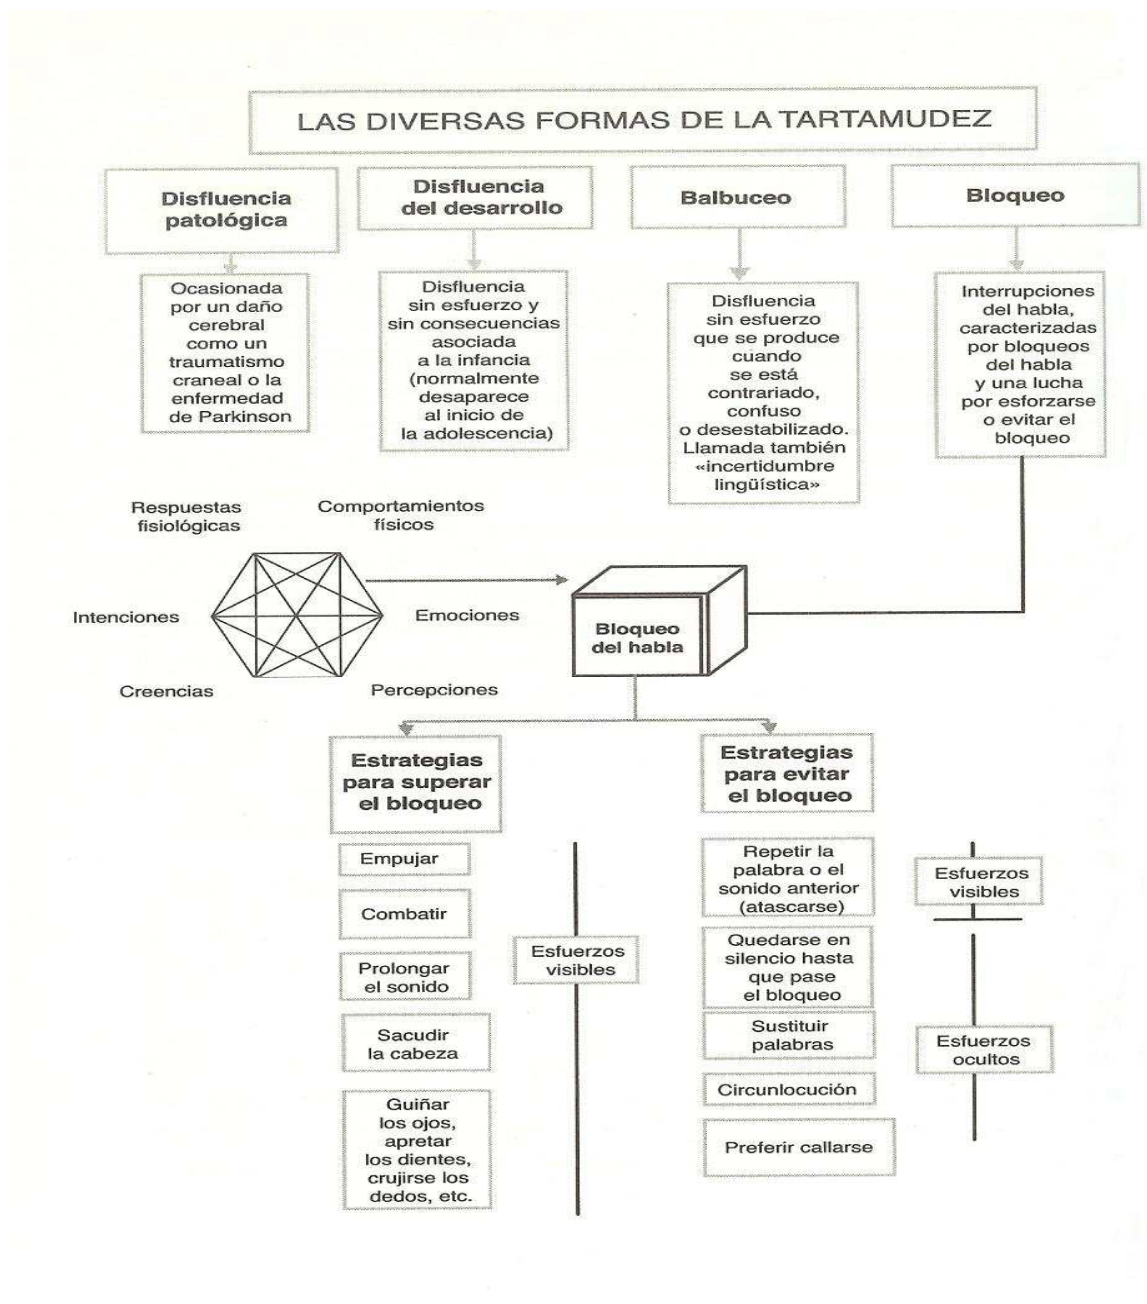 LAS DIVERSAS FORMAS DE LA TARTAMUDEZ
Disfluencia
patológica
Ocasionada
por un daño
cerebral
como un
traumatismo
craneal o la
enfermedad
de Parkinson
Disfluencia
del desarrollo
Disfluencia
sin esfuerzo y
sin consecuencias
asociada
a la infancia
(normalmente
desaparece
al inicio de
la adolescencia)
Balbuceo
Disfluencia
sin esfuerzo
que se produce
cuando
se está
contrariado,
confuso
o desestabilizado.
Llamada también
«incertidumbre
lingüística»
Bloqueo
Interrupciones
del habla,
caracterizadas
por bloqueos
del habla
y una lucha
por esforzarse
o evitar el
bloqueo
Respuestas
fisiológicas
Comportamientos
físicos
Intenciones
Emociones
Creencias
Percepciones
Bloqueo
del habla
Estrategias
para superar
el bloqueo
Empujar
Combatir
Prolongar
el sonido
Sacudir
la cabeza
Guiñar
los ojos,
apretar
los dientes,
crujirse los
dedos, etc.
Esfuerzos
visibles
Estrategias
para evitar
el bloqueo
Repetir la
palabra o el
sonido anterior
(atascarse)
Quedarse en
silencio hasta
que pase
el bloqueo
Sustituir
palabras
Circunlocución
Preferir callarse
Esfuerzos
visibles
Esfuerzos
ocultos